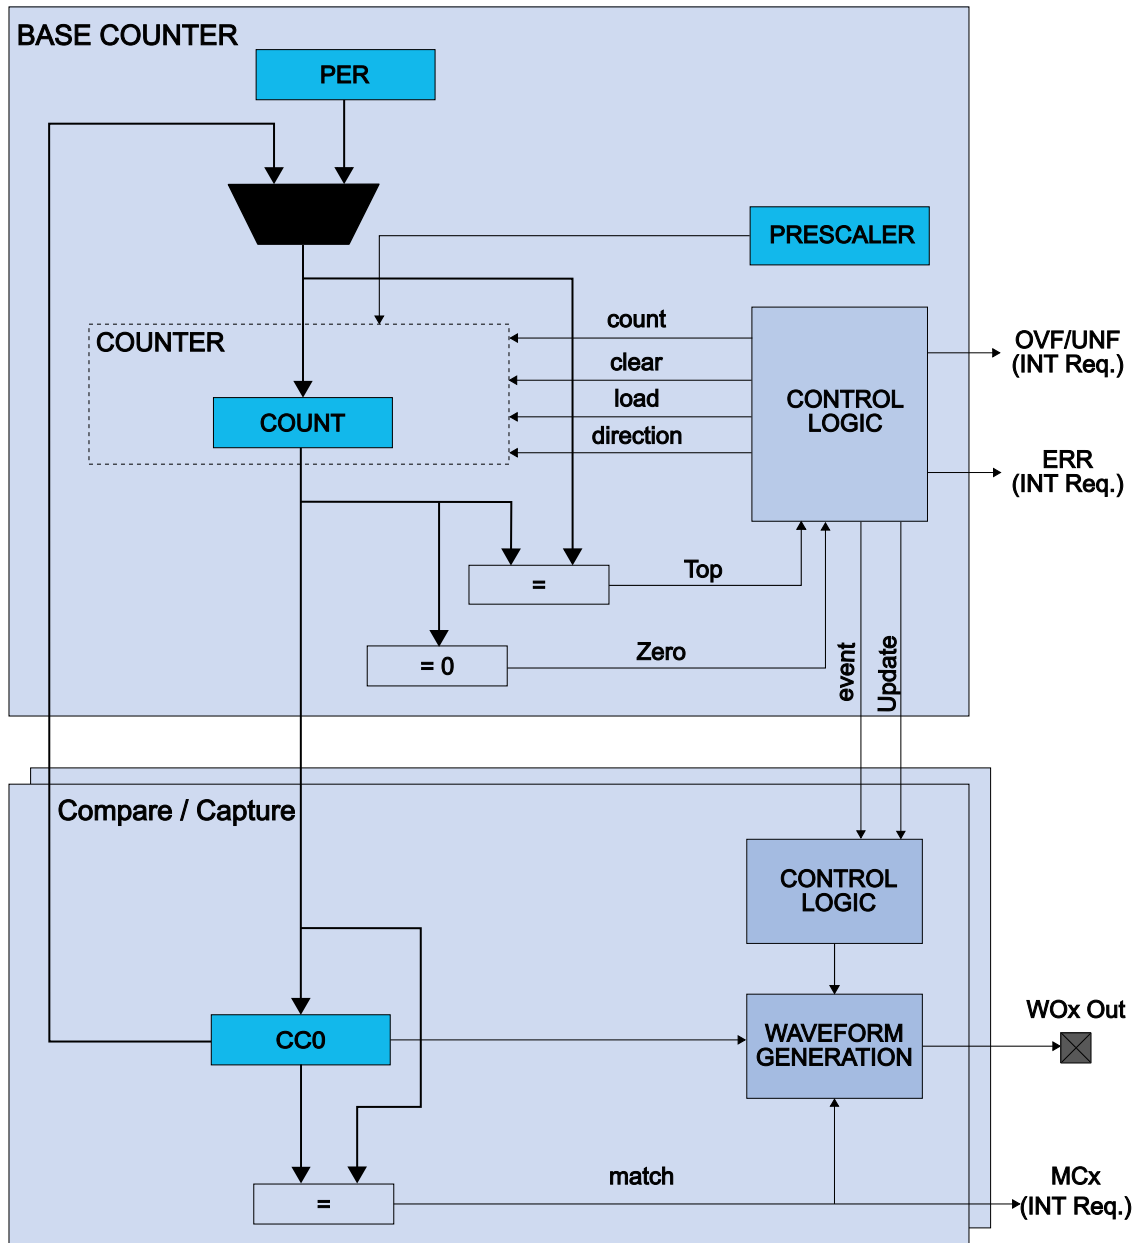 BASE COUNTER
PER
PRESCALER
COUNTER
COUNT
count
clear
load
direction
CONTROL
LOGIC
OVF/UNF
(INT Req.)
ERR
(INT Req.)
=
Top
= 0
Zero
event
Update
Compare / Capture
CONTROL
LOGIC
CC0
WAVEFORM
GENERATION
WOx Out
=
match
MCx
(INT Req.)